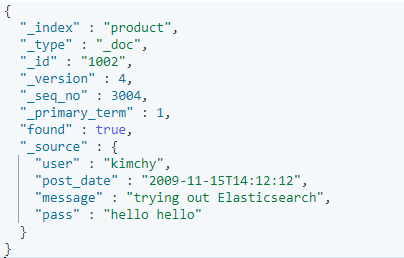 {
"_index" : "product",
"_type" : "_doc",
"_id" : "1002",
"_version" : 4,
"_seq_no" : 3004,
"_primary_term" : 1,
"found" : true,
"_source" : {
"user" : "kimchy",
"post_date" : "2009-11-15T14:12:12",
"message" : "trying out Elasticsearch",
"pass" : "hello hello"
}
}